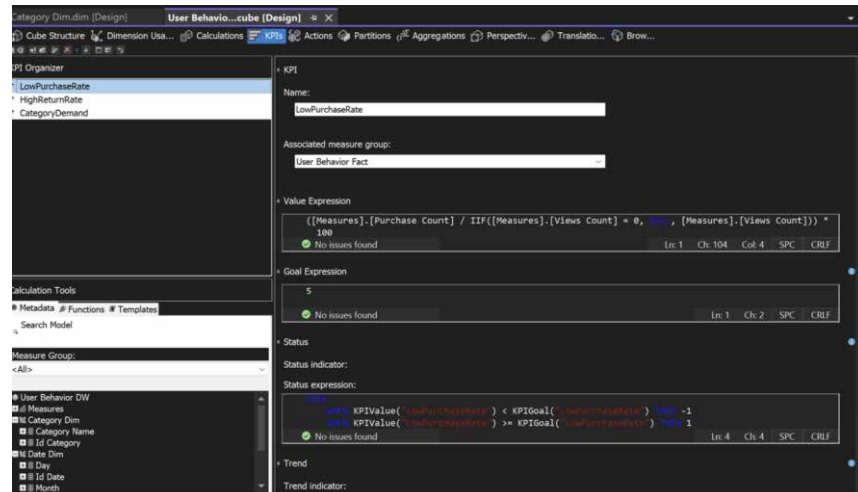 Category Dim.dim [Design]
User Behavio...cube [Design]
Cube Structure
Dimension Usa...
Calculations
KPIs
Actions
Partitions
Aggregations
Perspectiv...
Translatio...
Brow...
KPI Organizer
LowPurchaseRate
HighReturnRate
CategoryDemand
Calculation Tools
Metadata
Functions
Templates
Search Model
Measure Group:
<All>
User Behavior DW
Measures
Category Dim
Category Name
Id Category
Date Dim
Day
Id Date
Month
KPI
Name:
LowPurchaseRate
Associated measure group:
User Behavior Fact
Value Expression
([Measures].[Purchase Count] / IIF([Measures].[Views Count] = 0, , [Measures].[Views Count])) *
100
No issues found
Ln: 1 Ch: 104 Col: 4 SPC CRLF
Goal Expression
5
No issues found
Ln: 1 Ch: 2 SPC CRLF
Status
Status indicator:
Status expression:
KPIValue("LowPurchaseRate") < KPIGoal("LowPurchaseRate") THEN -1
KPIValue("LowPurchaseRate") >= KPIGoal("LowPurchaseRate") THEN 1
No issues found
Ln: 4 Ch: 4 SPC CRLF
Trend
Trend indicator: